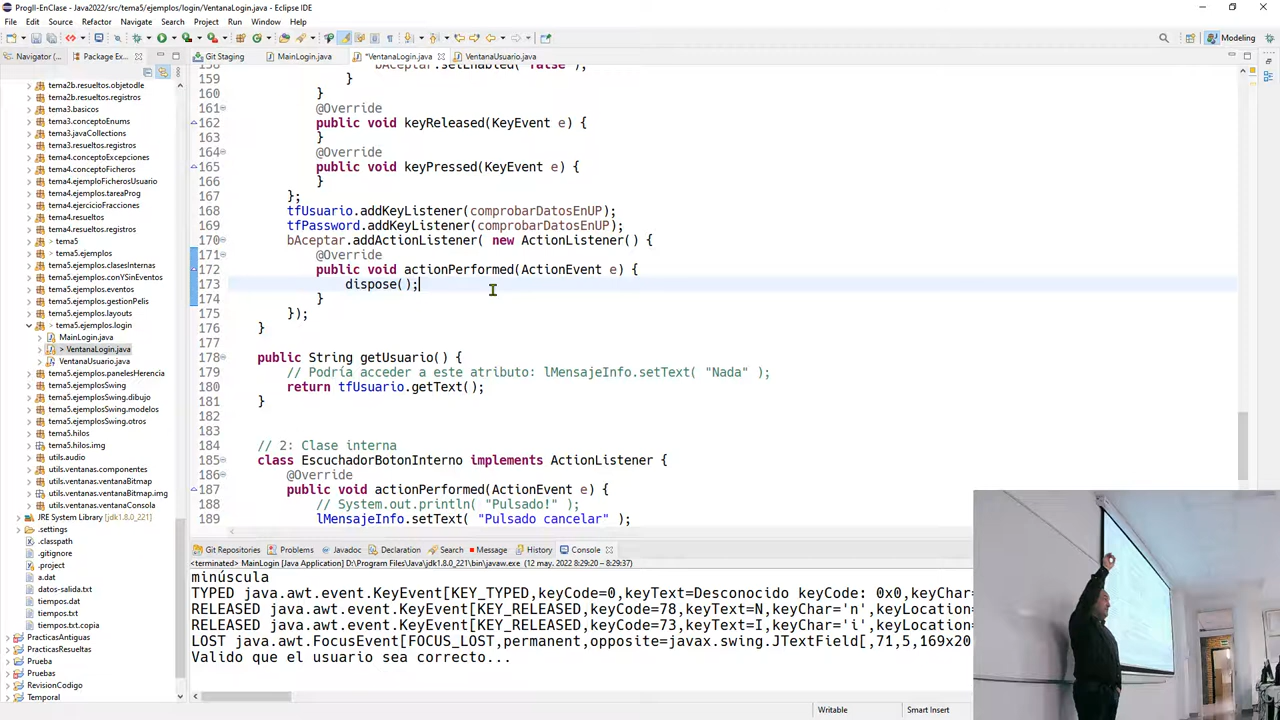 ProgII-EnClase - Java2022/src/tema5/ejemplos/login/VentanaLogin.java - Eclipse IDE
File Edit Source Refactor Navigate Search Project Run Window Help
Modeling
Navigator (... Package Ex... Git Staging MainLogin.java *VentanaLogin.java VentanaUsuario.java
tema2b.resueltos.objetodle
tema2b.resueltos.registros
tema3.basicos
tema3.conceptoEnums
tema3.javaCollections
tema3.resueltos.registros
tema4.conceptoExcepciones
tema4.conceptoFicheros
tema4.ejemploFicherosUsuario
tema4.ejemplos.tareaProg
tema4.ejercicioFracciones
tema4.resueltos
tema4.resueltos.registros
> tema5
> tema5.ejemplos
tema5.ejemplos.clasesInternas
tema5.ejemplos.conYSinEventos
tema5.ejemplos.eventos
tema5.ejemplos.gestionPelis
tema5.ejemplos.layouts
> tema5.ejemplos.login
MainLogin.java
> VentanaLogin.java
VentanaUsuario.java
tema5.ejemplos.panelesHerencia
tema5.ejemplosSwing
tema5.ejemplosSwing.dibujo
tema5.ejemplosSwing.modelos
tema5.ejemplosSwing.otros
tema5.hilos
tema5.hilos.img
utils.audio
utils.ventanas.componentes
utils.ventanas.ventanaBitmap
utils.ventanas.ventanaBitmap.img
utils.ventanas.ventanaConsola
JRE System Library [jdk1.8.0_221]
.settings
.classpath
.gitignore
.project
a.dat
datos-salida.txt
tiempos.dat
tiempos.txt
tiempos.txt.copia
PracticasAntiguas
PracticasResueltas
Prueba
Pruebas
RevisionCodigo
Temporal
158 bAceptar.setEnabled( false );
159 }
160 }
161 @Override
162 public void keyReleased(KeyEvent e) {
163 }
164 @Override
165 public void keyPressed(KeyEvent e) {
166 }
167 };
168 tfUsuario.addKeyListener(comprobarDatosEnUP);
169 tfPassword.addKeyListener(comprobarDatosEnUP);
170 bAceptar.addActionListener( new ActionListener() {
171 @Override
172 public void actionPerformed(ActionEvent e) {
173 dispose();
174 }
175 });
176 }
177
178 public String getUsuario() {
179 // Podría acceder a este atributo: lMensajeInfo.setText( "Nada" );
180 return tfUsuario.getText();
181 }
182
183
184 // 2: Clase interna
185 class EscuchadorBotonInterno implements ActionListener {
186 @Override
187 public void actionPerformed(ActionEvent e) {
188 // System.out.println( "Pulsado!" );
189 lMensajeInfo.setText( "Pulsado cancelar" );
Git Repositories Problems Javadoc Declaration Search Message History Console
<terminated> MainLogin [Java Application] D:\Program Files\Java\jdk1.8.0_221\bin\javaw.exe (12 may. 2022 8:29:20 – 8:29:37)
minúscula
TYPED java.awt.event.KeyEvent[KEY_TYPED,keyCode=0,keyText=Desconocido keyCode: 0x0,keyChar=
RELEASED java.awt.event.KeyEvent[KEY_RELEASED,keyCode=78,keyText=N,keyChar='n',keyLocation=
RELEASED java.awt.event.KeyEvent[KEY_RELEASED,keyCode=73,keyText=I,keyChar='i',keyLocation=
LOST java.awt.FocusEvent[FOCUS_LOST,permanent,opposite=javax.swing.JTextField[,71,5,169x20
Valido que el usuario sea correcto...
Writable Smart Insert